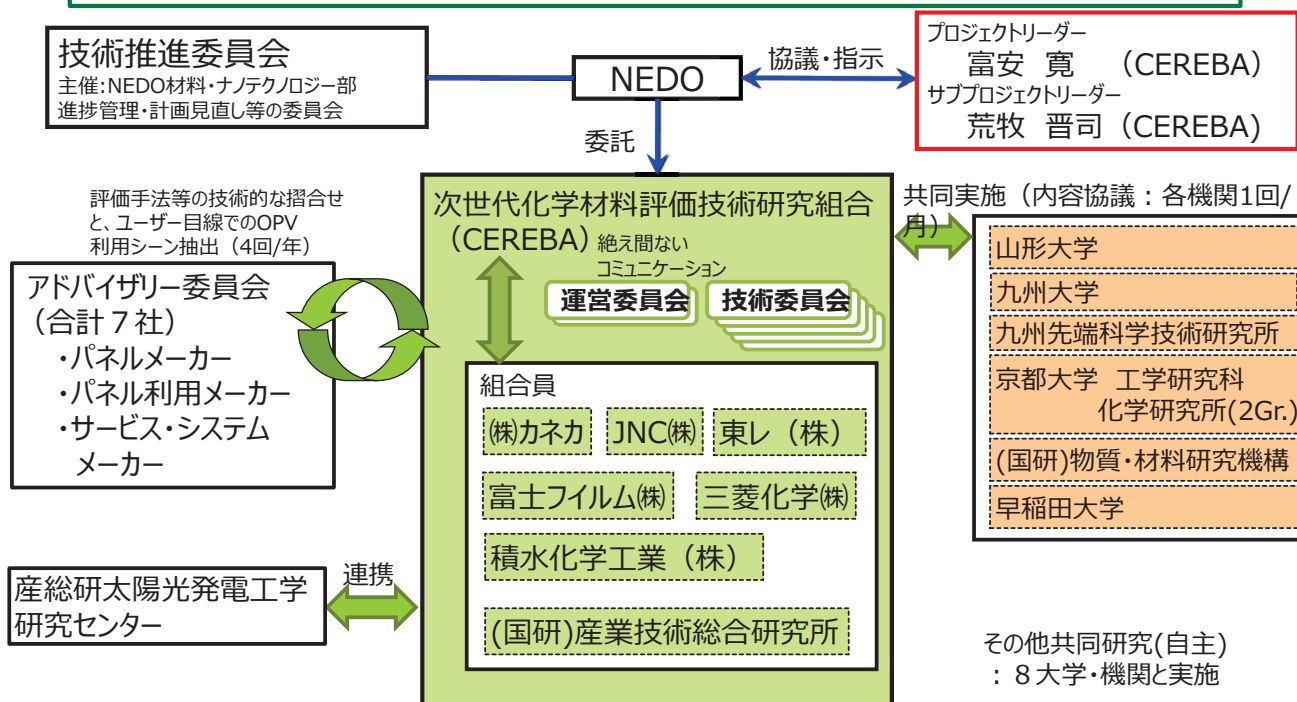 技術推進委員会
主催:NEDO材料・ナノテクノロジー部
進捗管理・計画見直し等の委員会
NEDO
協議・指示
プロジェクトリーダー
富安 寛 （CEREBA）
サブプロジェクトリーダー
荒牧 晋司（CEREBA)
委託
評価手法等の技術的な摺合せ
と、ユーザー目線でのOPV
利用シーン抽出（4回/年）
アドバイザリー委員会
（合計７社）
・パネルメーカー
・パネル利用メーカー
・サービス・システム
メーカー
産総研太陽光発電工学
研究センター
連携
次世代化学材料評価技術研究組合
（CEREBA）絶え間ない
コミュニケーション
運営委員会 技術委員会
組合員
㈱カネカ JNC㈱ 東レ（株）
富士フイルム㈱ 三菱化学㈱
積水化学工業（株）
(国研)産業技術総合研究所
共同実施（内容協議：各機関1回/
月）
山形大学
九州大学
九州先端科学技術研究所
京都大学 工学研究科
化学研究所(2Gr.)
(国研)物質・材料研究機構
早稲田大学
その他共同研究(自主)
：８大学・機関と実施